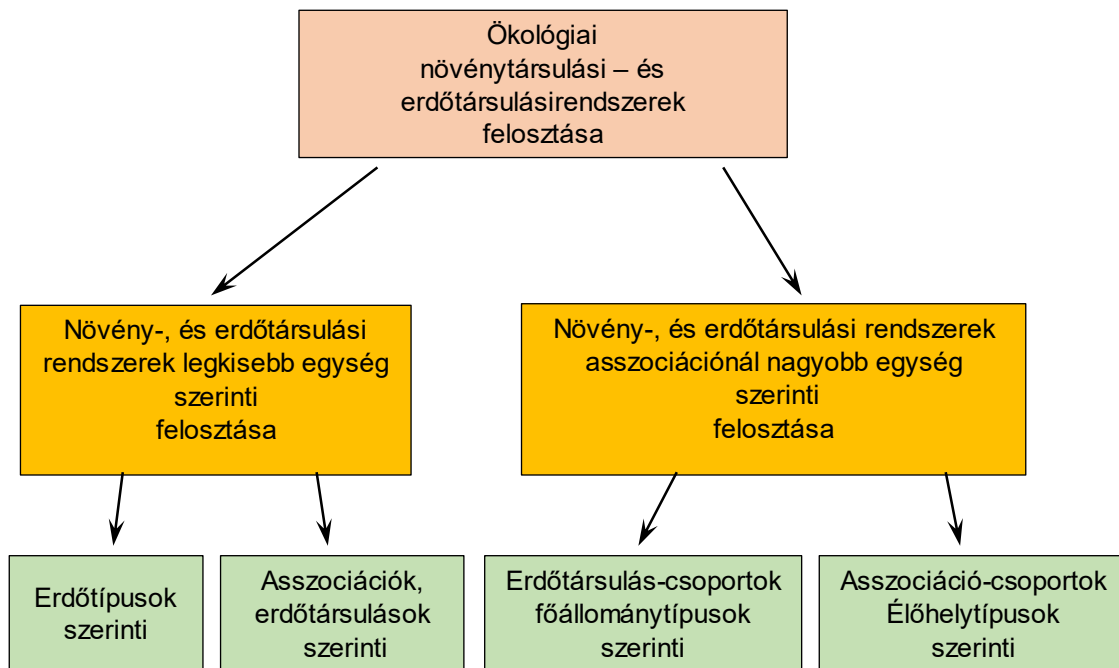 Ökológiai
növénytársulási – és
erdőtársulásirendszerek
felosztása
Növény-, és erdőtársulási
rendszerek legkisebb egység
szerinti
felosztása
Növény-, és erdőtársulási rendszerek
asszociációnál nagyobb egység
szerinti
felosztása
Erdőtípusok
szerinti
Asszociációk,
erdőtársulások
szerinti
Erdőtársulás-csoportok
főállománytípusok
szerinti
Asszociáció-csoportok
Élőhelytípusok
szerinti